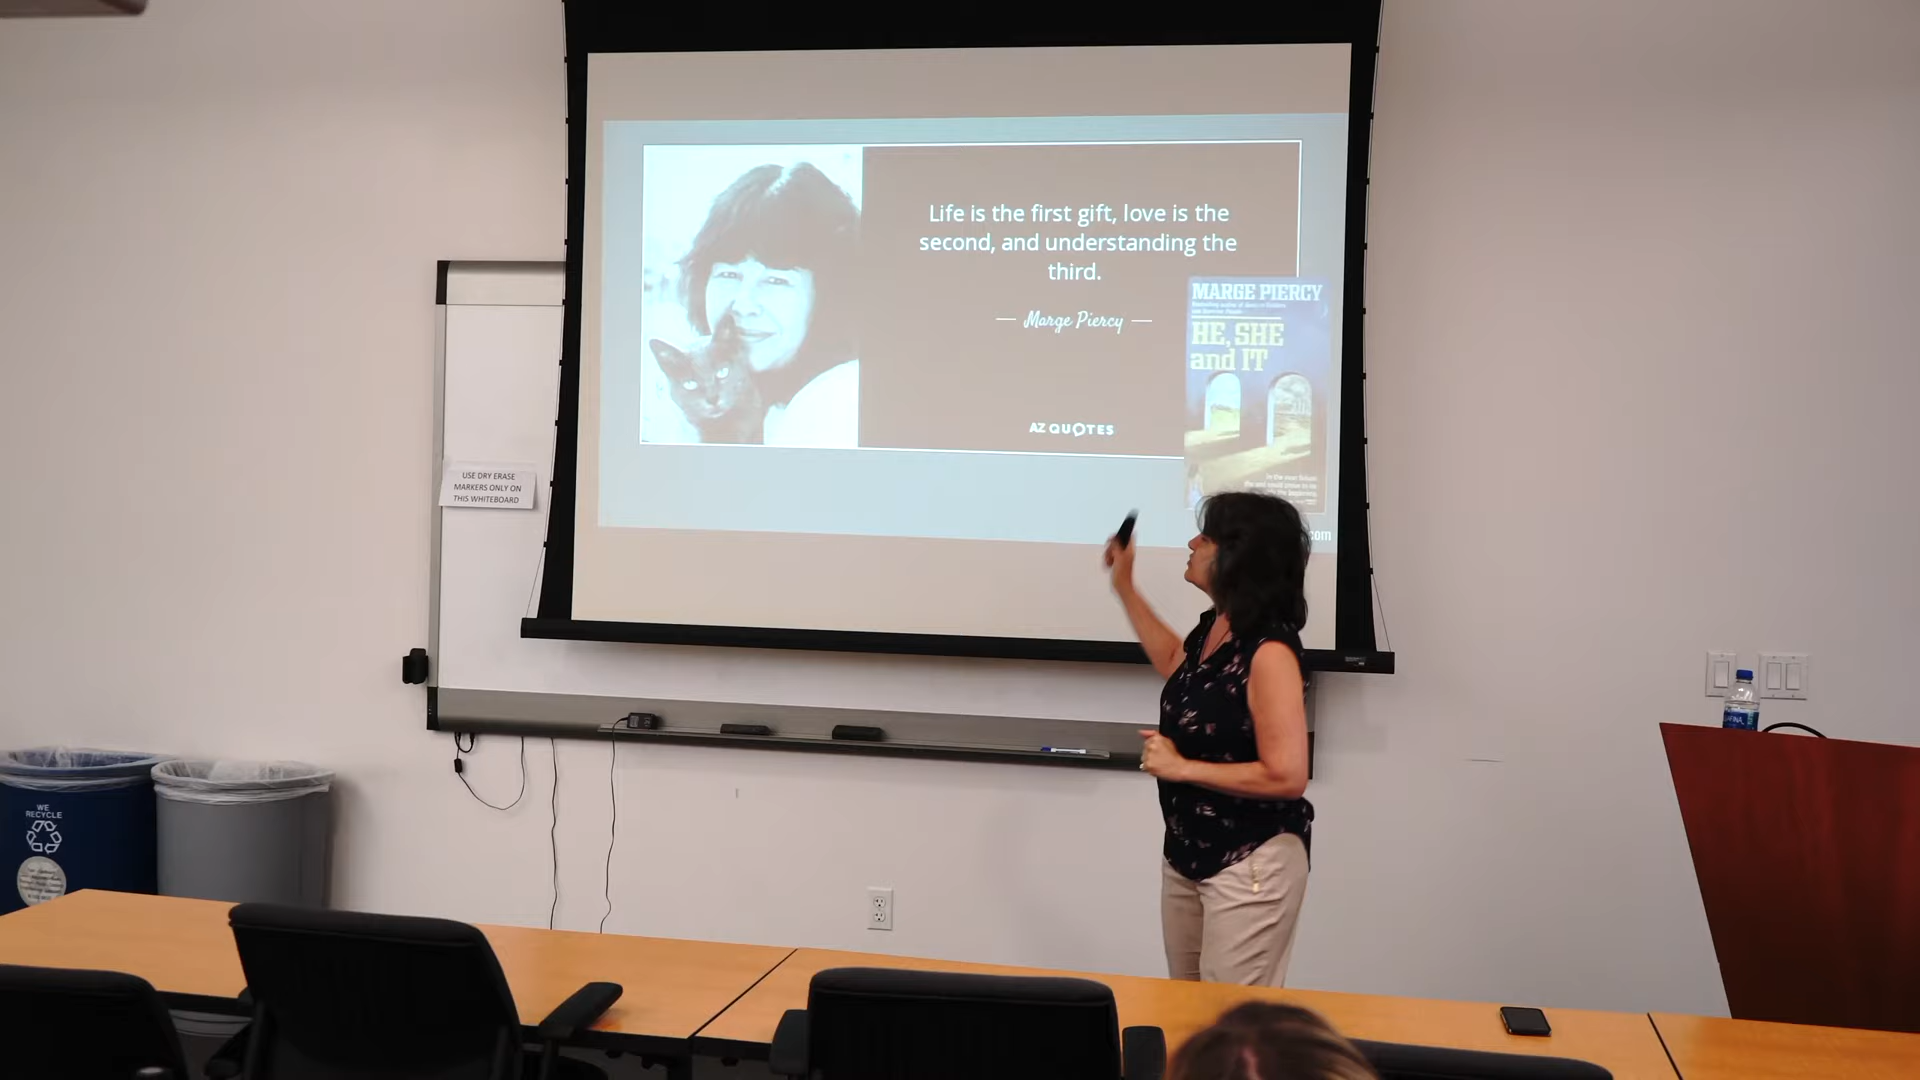 Life is the first gift, love is the
second, and understanding the
third.
Marge Piercy
AZ QUOTES
MARGE PIERCY
HE, SHE
and IT
.com
USE DRY ERASE
MARKERS ONLY ON
THIS WHITEBOARD
WE
RECYCLE